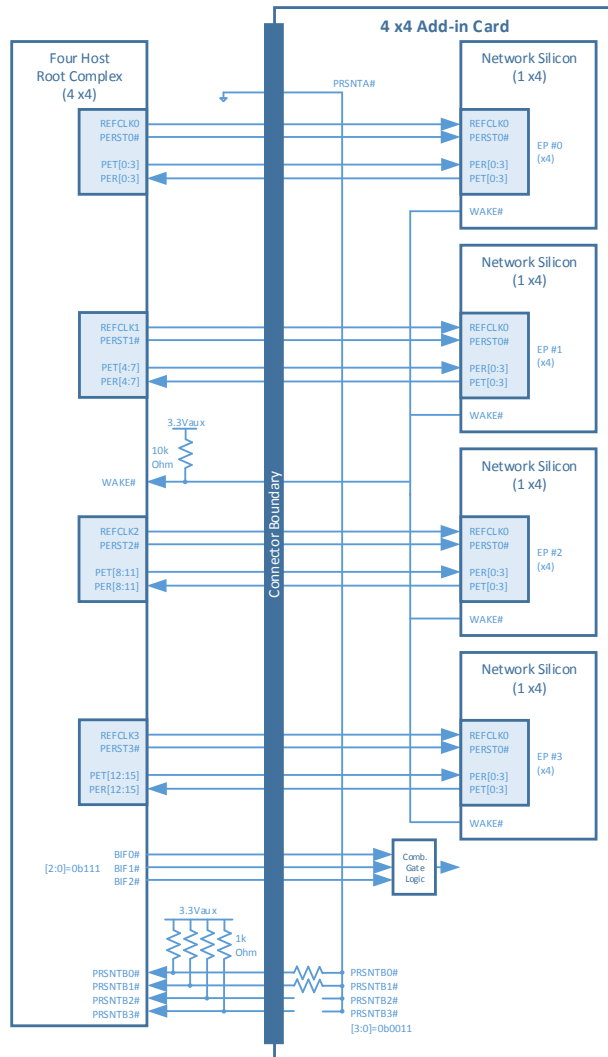 4 x4 Add-in Card
Four Host
Root Complex
(4 x4)
PRSNTA#
Network Silicon
(1 x4)
REFCLK0
PERST0#
PET[0:3]
PER[0:3]
REFCLK0
PERST0#
PER[0:3]
PET[0:3]
EP #0
(x4)
WAKE#
Network Silicon
(1 x4)
REFCLK1
PERST1#
PET[4:7]
PER[4:7]
REFCLK0
PERST0#
PER[0:3]
PET[0:3]
EP #1
(x4)
WAKE#
3.3Vaux
10k
Ohm
WAKE#
Connector Boundary
Network Silicon
(1 x4)
REFCLK2
PERST2#
PET[8:11]
PER[8:11]
REFCLK0
PERST0#
PER[0:3]
PET[0:3]
EP #2
(x4)
WAKE#
Network Silicon
(1 x4)
REFCLK3
PERST3#
PET[12:15]
PER[12:15]
REFCLK0
PERST0#
PER[0:3]
PET[0:3]
EP #3
(x4)
WAKE#
[2:0]=0b111
BIF0#
BIF1#
BIF2#
Comb.
Gate
Logic
3.3Vaux
1k
Ohm
PRSNTB0#
PRSNTB1#
PRSNTB2#
PRSNTB3#
PRSNTB0#
PRSNTB1#
PRSNTB2#
PRSNTB3#
[3:0]=0b0011